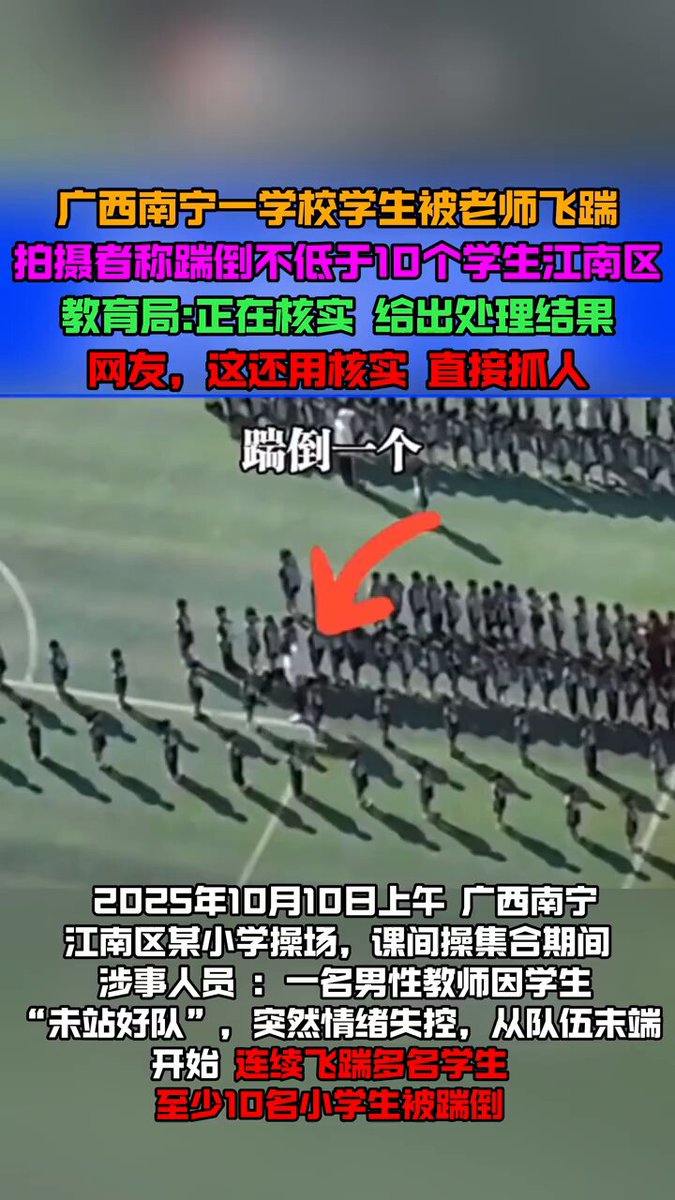 广西南宁一学校学生被老师飞踹
拍摄者称踹倒不低于10个学生江南区
教育局:正在核实 给出处理结果
网友，这还用核实 直接抓人
踹倒一个
2025年10月10日上午 广西南宁
江南区某小学操场，课间操集合期间
涉事人员 ：一名男性教师因学生
“未站好队”，突然情绪失控，从队伍末端
开始 连续飞踹多名学生
至少10名小学生被踹倒